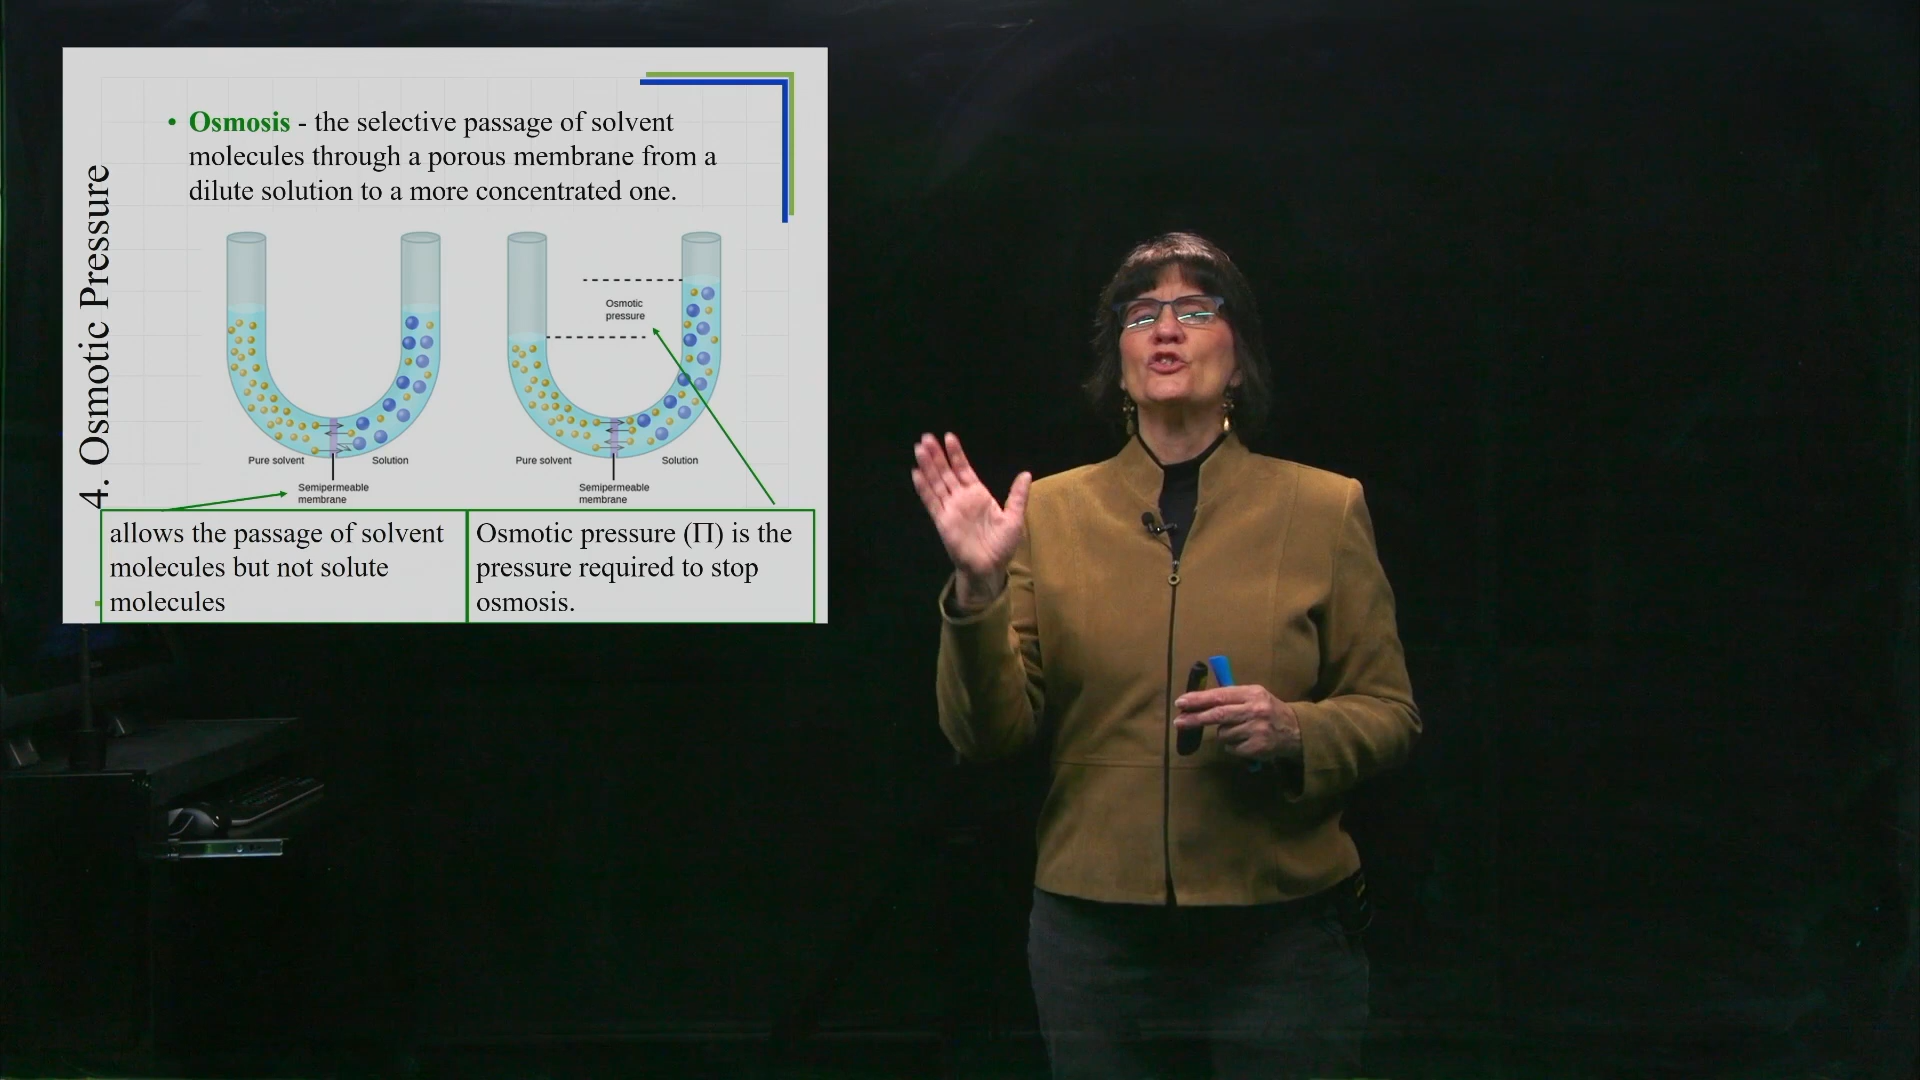 4. Osmotic Pressure
• Osmosis - the selective passage of solvent
molecules through a porous membrane from a
dilute solution to a more concentrated one.
Osmotic
pressure
Pure solvent
Solution
Semipermeable
membrane
Pure solvent
Solution
Semipermeable
membrane
allows the passage of solvent
molecules but not solute
molecules
Osmotic pressure (Π) is the
pressure required to stop
osmosis.